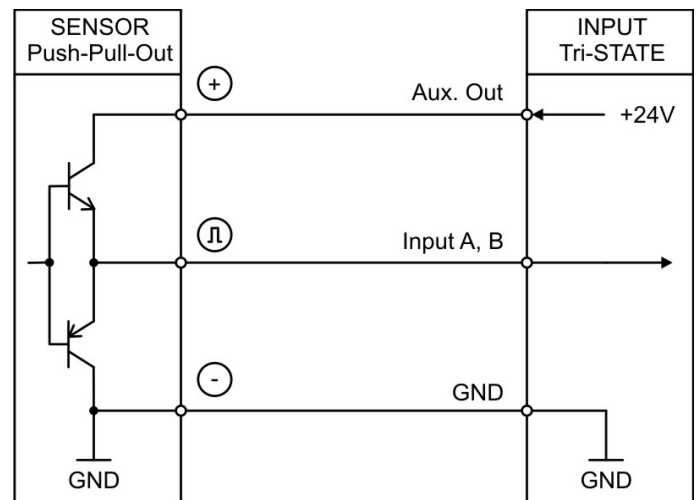 SENSOR
Push-Pull-Out
INPUT
Tri-STATE
+
Aux. Out
+24V
Input A, B
-
GND
GND
GND